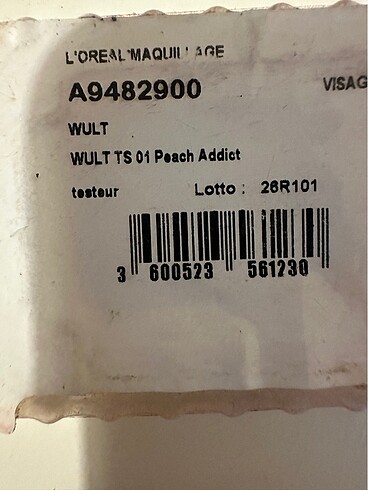 L'OREAL MAQUILLAGE
A9482900
VISAG
WULT
WULT TS 01 Peach Addict
testeur Lotto : 26R101
3 600523 561230